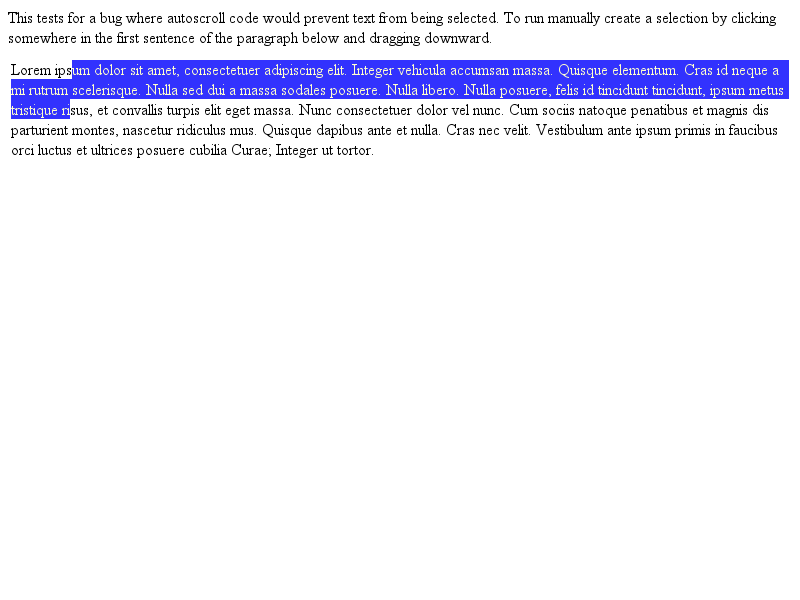 This tests for a bug where autoscroll code would prevent text from being selected. To run manually create a selection by clicking
somewhere in the first sentence of the paragraph below and dragging downward.
Lorem ipsum dolor sit amet, consectetuer adipiscing elit. Integer vehicula accumsan massa. Quisque elementum. Cras id neque a
mi rutrum scelerisque. Nulla sed dui a massa sodales posuere. Nulla libero. Nulla posuere, felis id tincidunt tincidunt, ipsum metus
tristique risus, et convallis turpis elit eget massa. Nunc consectetuer dolor vel nunc. Cum sociis natoque penatibus et magnis dis
parturient montes, nascetur ridiculus mus. Quisque dapibus ante et nulla. Cras nec velit. Vestibulum ante ipsum primis in faucibus
orci luctus et ultrices posuere cubilia Curae; Integer ut tortor.